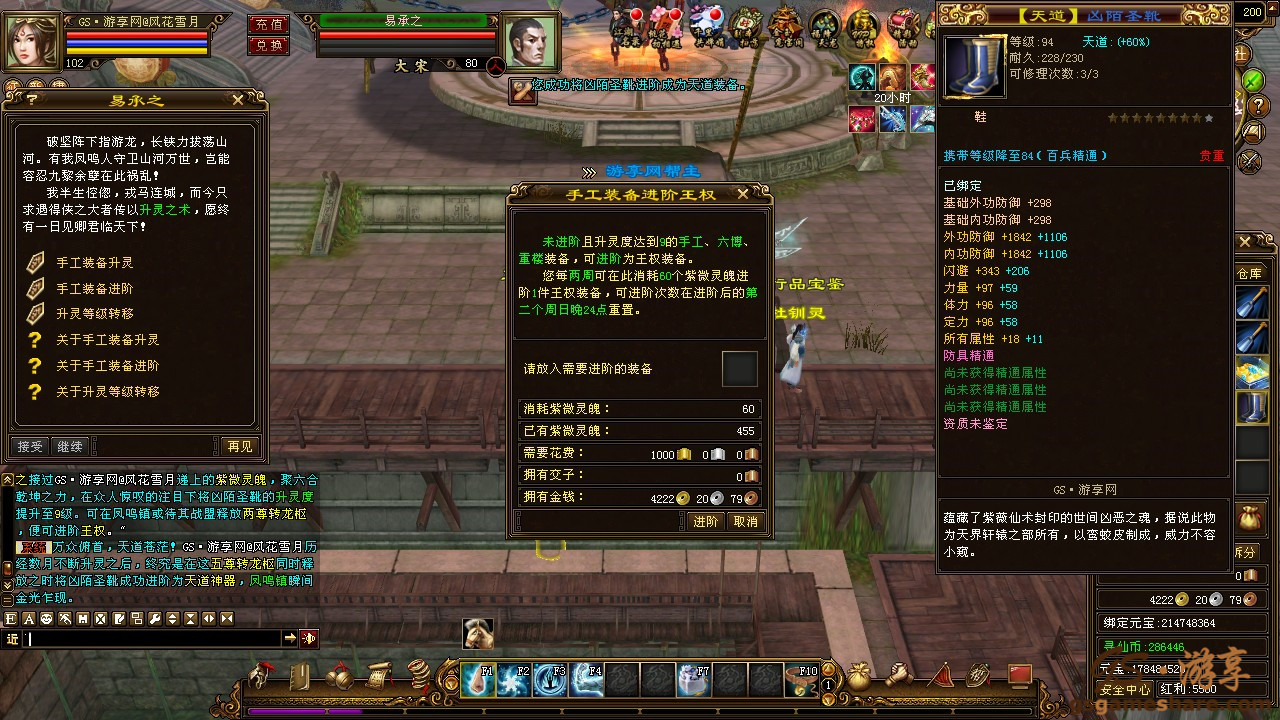 GS·游享网@风花雪月
102
充值
兑换
易承之
大宋
80
您成功将凶陌圣靴进阶成为天道装备。
20小时
200
易承之
破坚阵下指游龙，长铗力拔荡山
河。有我凤鸣人守卫山河万世，岂能
容忍九黎余孽在此祸乱！
我半生倥偬，戎马连城，而今只
求遇得侠之大者传以升灵之术，愿终
有一日见卿君临天下！
手工装备升灵
手工装备进阶
升灵等级转移
关于手工装备升灵
关于手工装备进阶
关于升灵等级转移
接受
继续
再见
游享网帮主
手工装备进阶王权
未进阶且升灵度达到9的手工、六博、
重楼装备，可进阶为王权装备。
您每两周可在此消耗60个紫微灵魄进
阶1件王权装备，可进阶次数在进阶后的第
二个周日晚24点重置。
请放入需要进阶的装备
消耗紫微灵魄： 60
已有紫微灵魄： 455
需要花费： 1000 0 0
拥有交子： 0
拥有金钱： 4222 20 79
进阶
取消
行品宝鉴
杜钏灵
【天道】 凶陌圣靴
等级:94 天道:(+60%)
耐久:228/230
可修理次数:3/3
鞋
携带等级降至84(百兵精通)
贵重
已绑定
基础外功防御 +298
基础内功防御 +298
外功防御 +1842 +1106
内功防御 +1842 +1106
闪避 +343 +206
力量 +97 +59
体力 +96 +58
定力 +96 +58
所有属性 +18 +11
防具精通
尚未获得精通属性
尚未获得精通属性
尚未获得精通属性
资质未鉴定
GS·游享网
蕴藏了紫薇仙术封印的世间凶恶之魂，据说此物
为天界轩辕之部所有，以蛮蚊皮制成，威力不容
小窥。
仓库
拆分
0
4222 20 79
绑定元宝:214748364
寻仙币:286446
安全中心
红利:5500
之接过GS·游享网@风花雪月递上的紫微灵魄，聚六合
乾坤之力，在众人惊叹的注目下将凶陌圣靴的升灵度
提升至9级。可在凤鸣镇或待其战盟释放两尊转龙枢
，便可进阶王权。“
系统 万众俯首，天道苍茫！GS·游享网@风花雪月历
经数月不断升灵之后，终究是在这五尊转龙枢同时释
放之时将凶陌圣靴成功进阶为天道神器，凤鸣镇瞬间
金光乍现。
近
F1
F2
F3
F4
F7
F10
1
游享